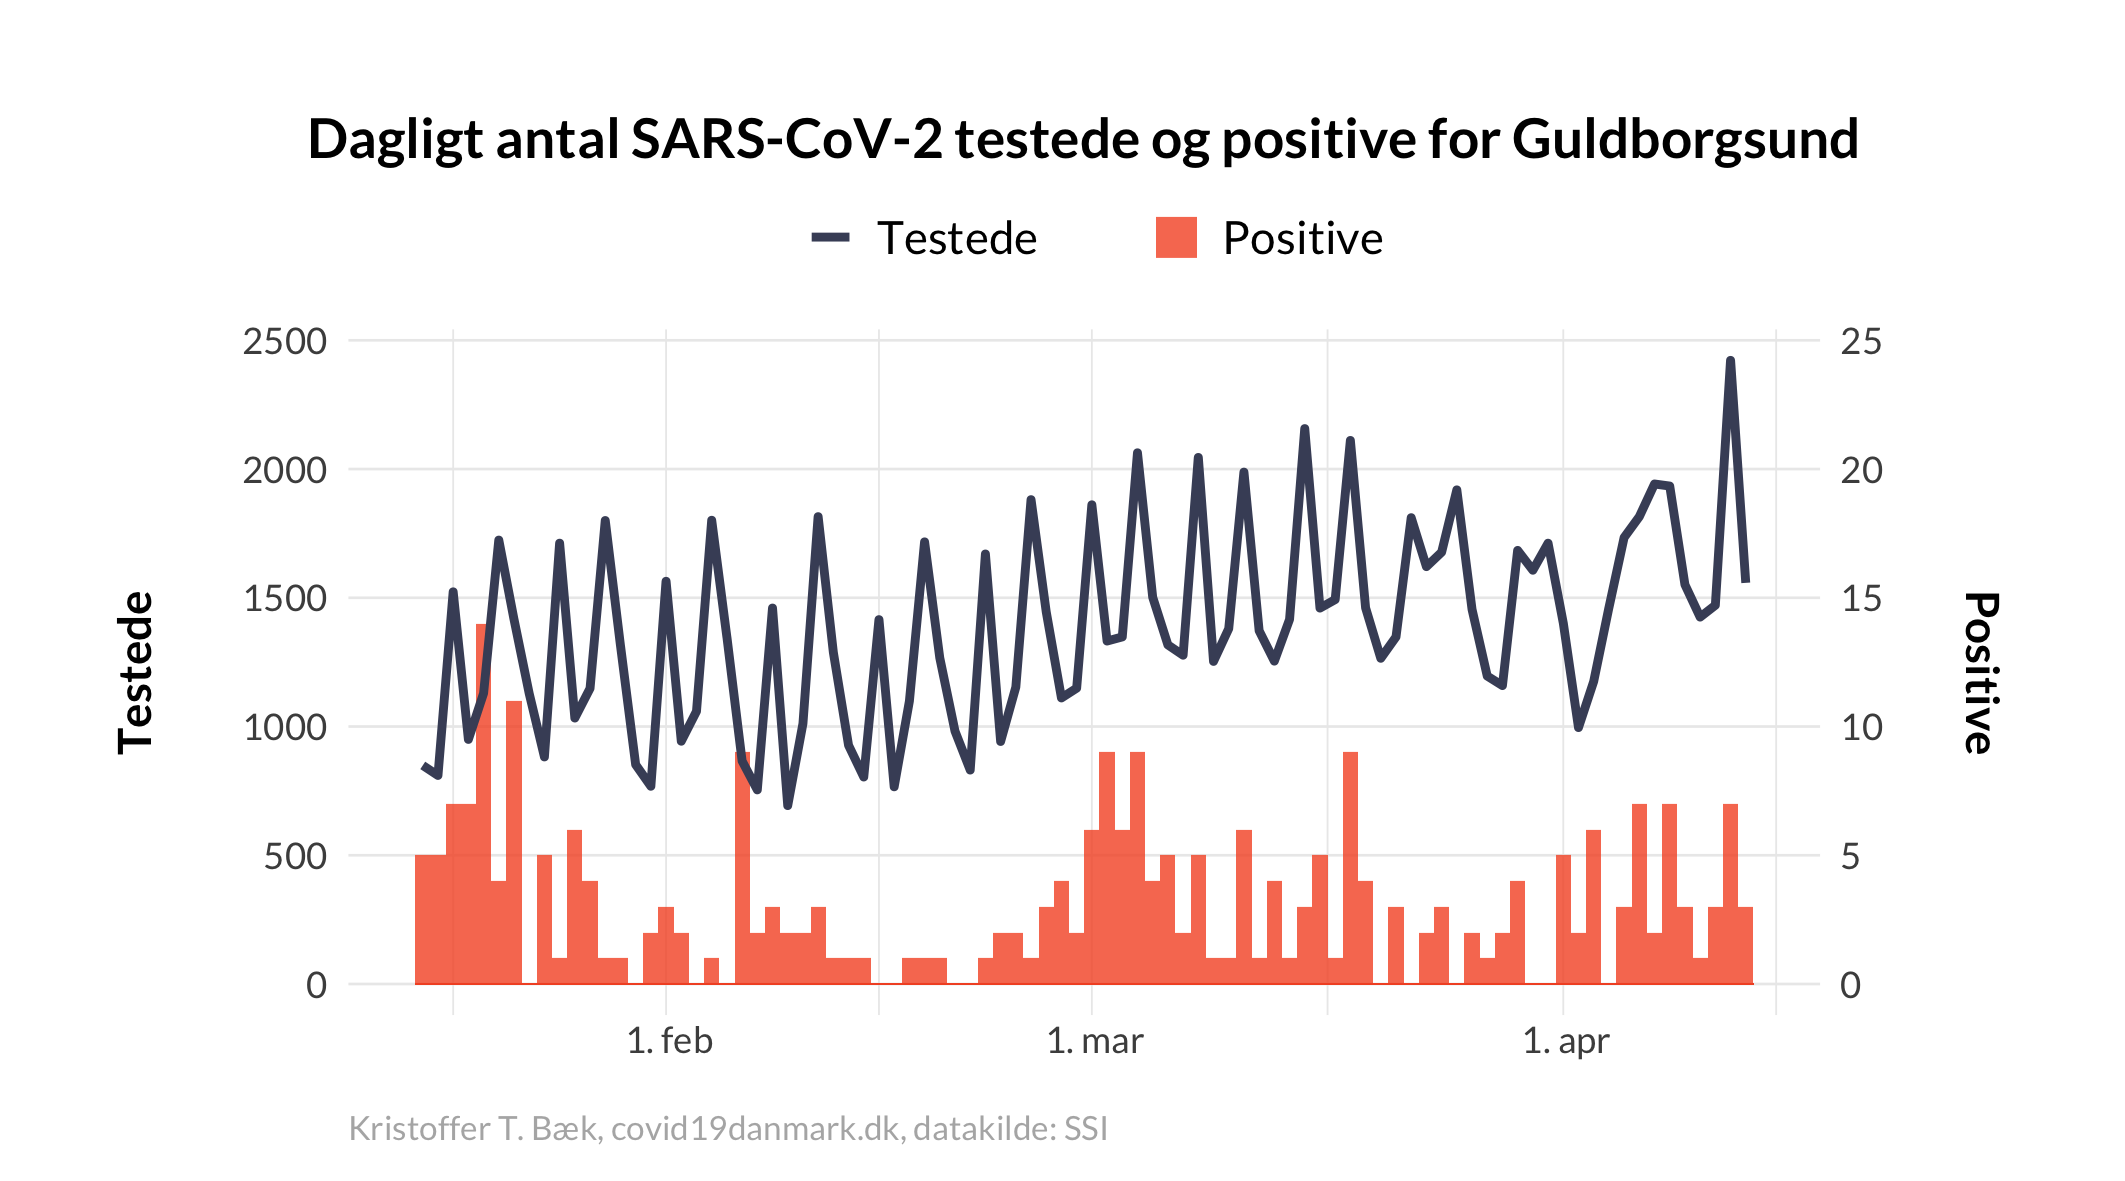 Dagligt antal SARS-CoV-2 testede og positive for Guldborgsund
Testede
Positive
2500
2000
1500
1000
500
0
Testede
25
20
15
10
5
0
Positive
1. feb
1. mar
1. apr
Kristoffer T. Bæk, covid19danmark.dk, datakilde: SSI